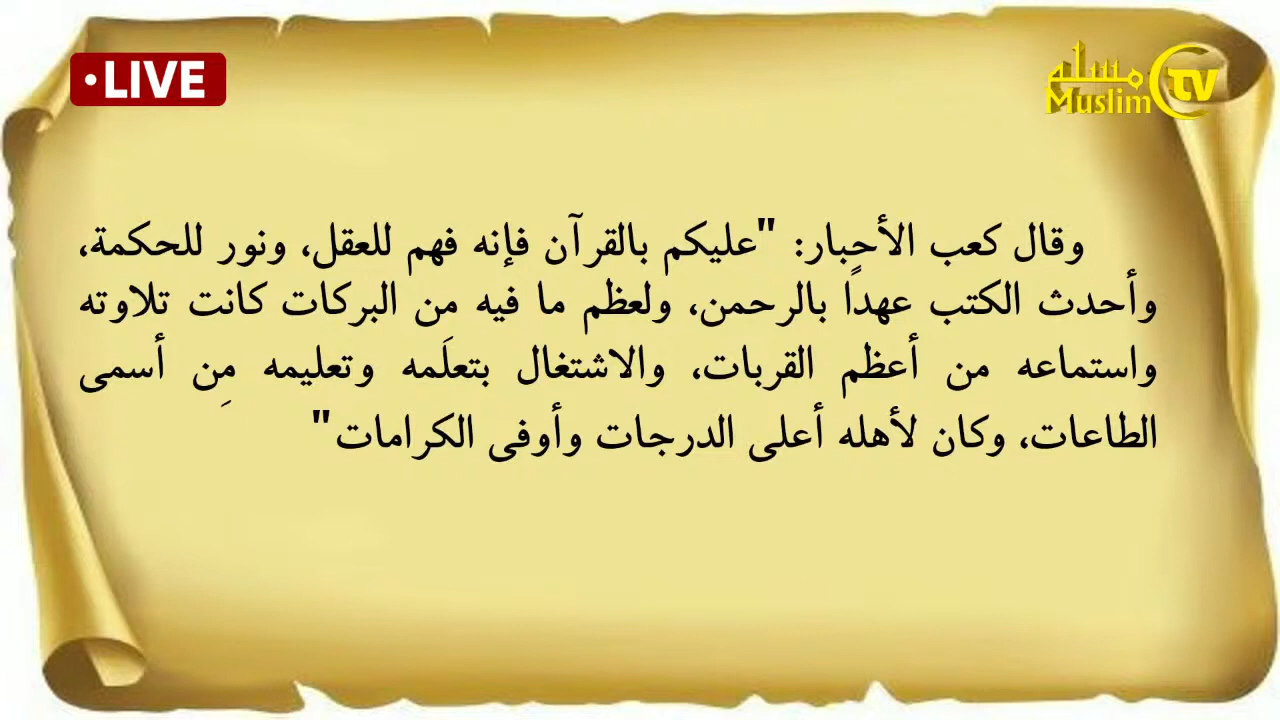 •LIVE
مسلم
Muslim TV
وقال كعب الأحبار: "عليكم بالقرآن فإنه فهم للعقل، ونور للحكمة،
وأحدث الكتب عهداً بالرحمن، ولعظم ما فيه من البركات كانت تلاوته
واستماعه من أعظم القربات، والاشتغال بتعلَمه وتعليمه مِن أسمى
الطاعات، وكان لأهله أعلى الدرجات وأوفى الكرامات"